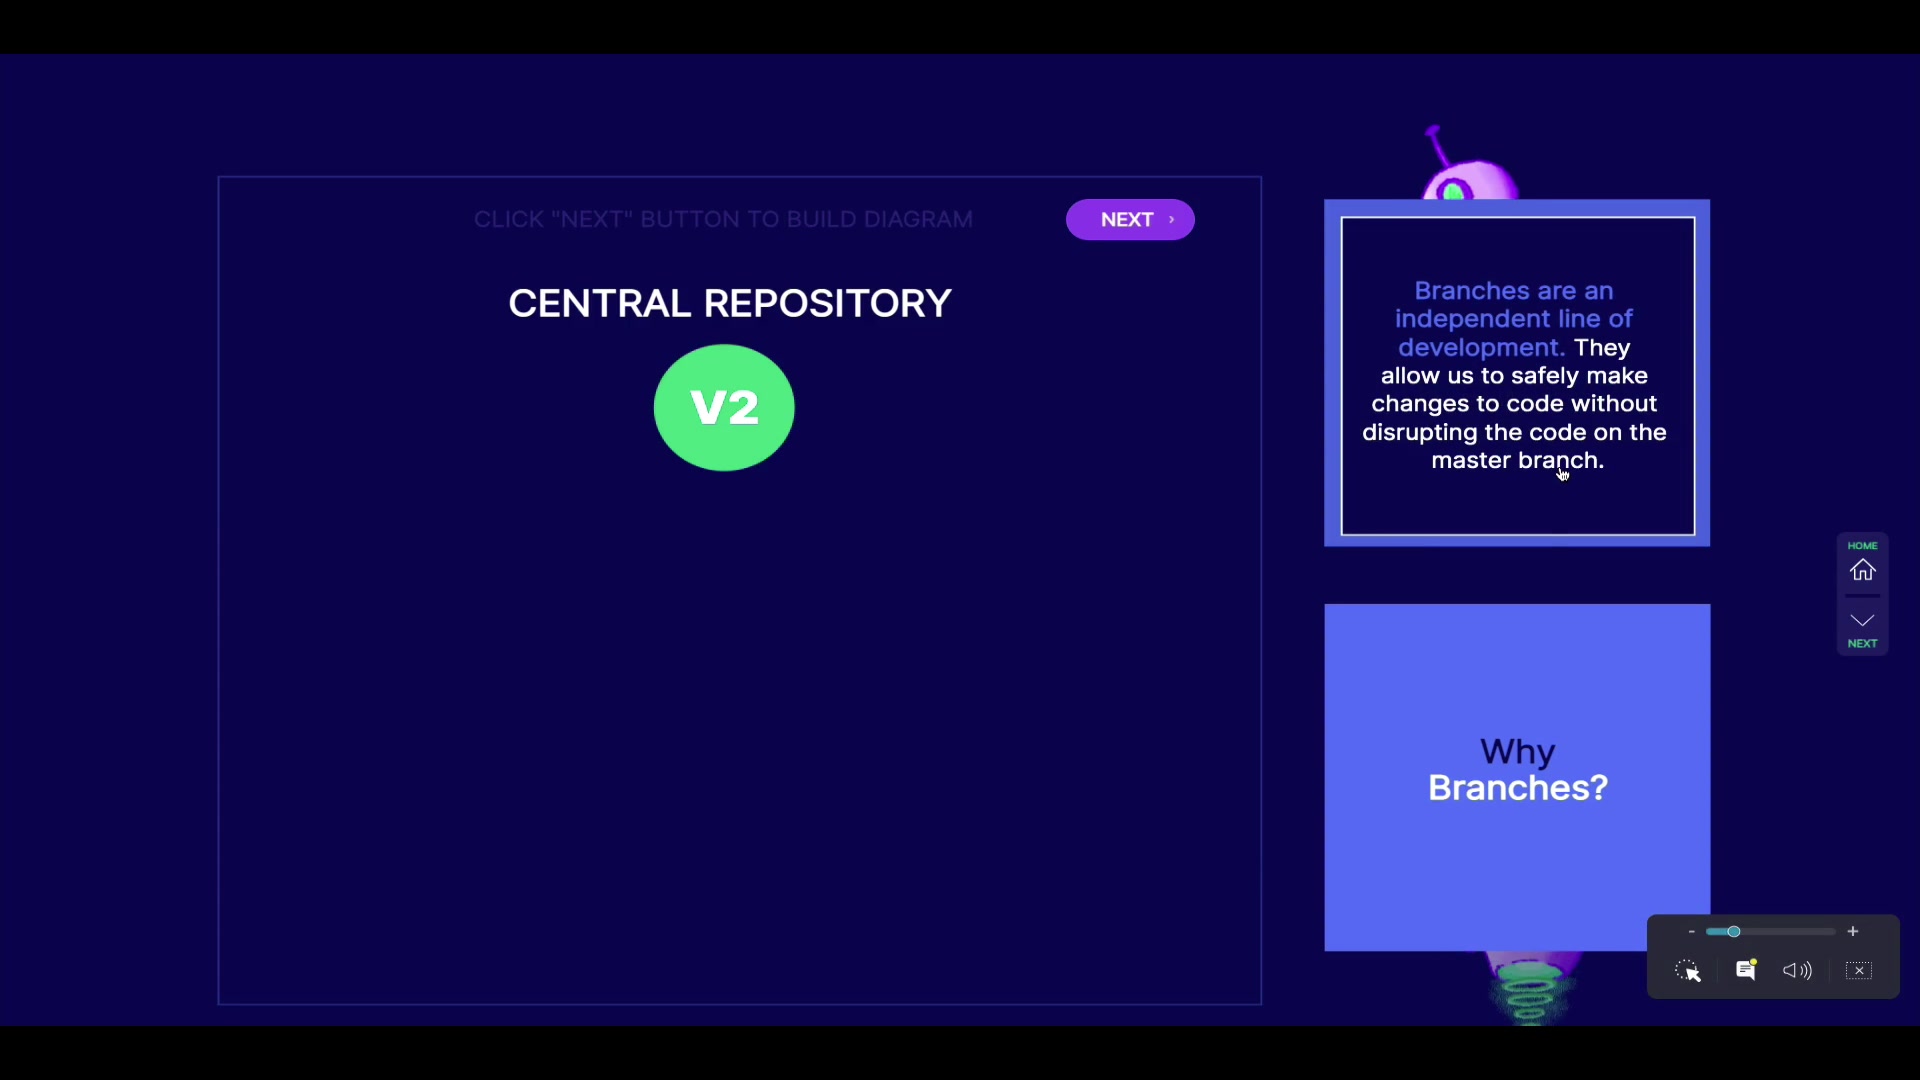 CLICK "NEXT" BUTTON TO BUILD DIAGRAM
NEXT ›
CENTRAL REPOSITORY
V2
Branches are an
independent line of
development. They
allow us to safely make
changes to code without
disrupting the code on the
master branch.
Why
Branches?
HOME
NEXT
- +